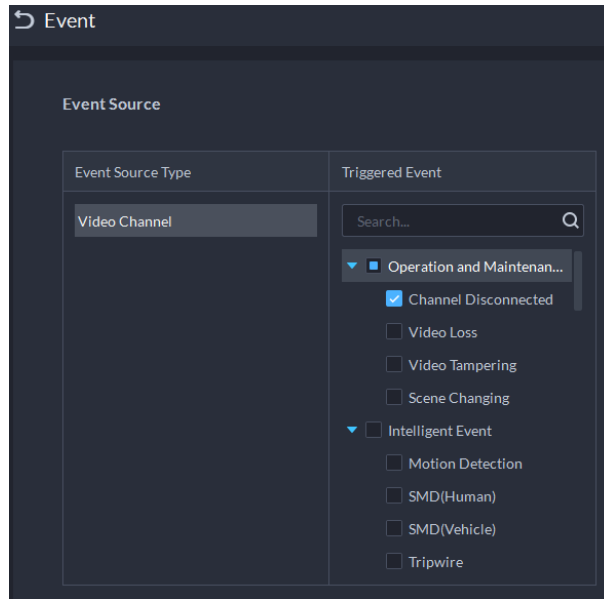 Event
Event Source
Event Source Type
Triggered Event
Video Channel
Search...
Operation and Maintenan...
Channel Disconnected
Video Loss
Video Tampering
Scene Changing
Intelligent Event
Motion Detection
SMD(Human)
SMD(Vehicle)
Tripwire